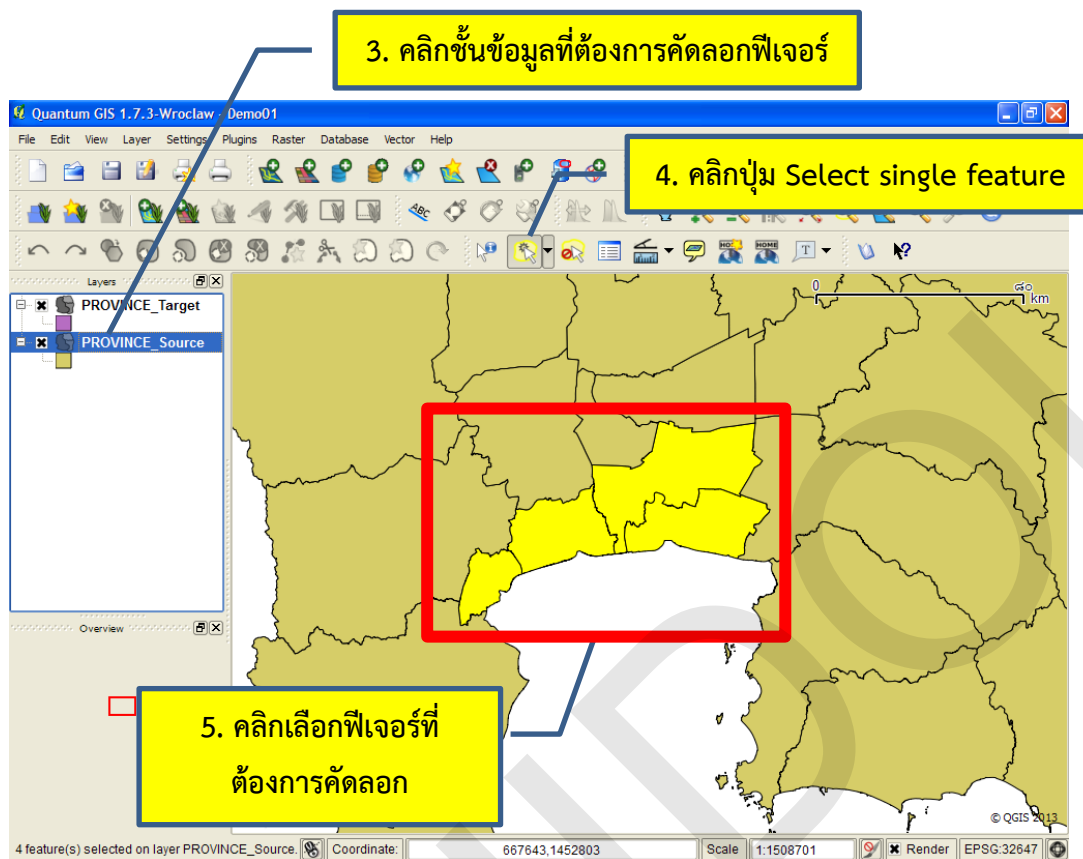 3. คลิกชั้นข้อมูลที่ต้องการคัดลอกฟีเจอร์
Quantum GIS 1.7.3-Wroclaw - Demo01
File Edit View Layer Settings Plugins Raster Database Vector Help
4. คลิกปุ่ม Select single feature
ABC
HOME
T
Layers
PROVINCE_Target
PROVINCE_Source
0 ๘๐
km
Overview
5. คลิกเลือกฟีเจอร์ที่
ต้องการคัดลอก
© QGIS 2013
4 feature(s) selected on layer PROVINCE_Source. Coordinate: 667643,1452803 Scale 1:1508701 Render EPSG:32647